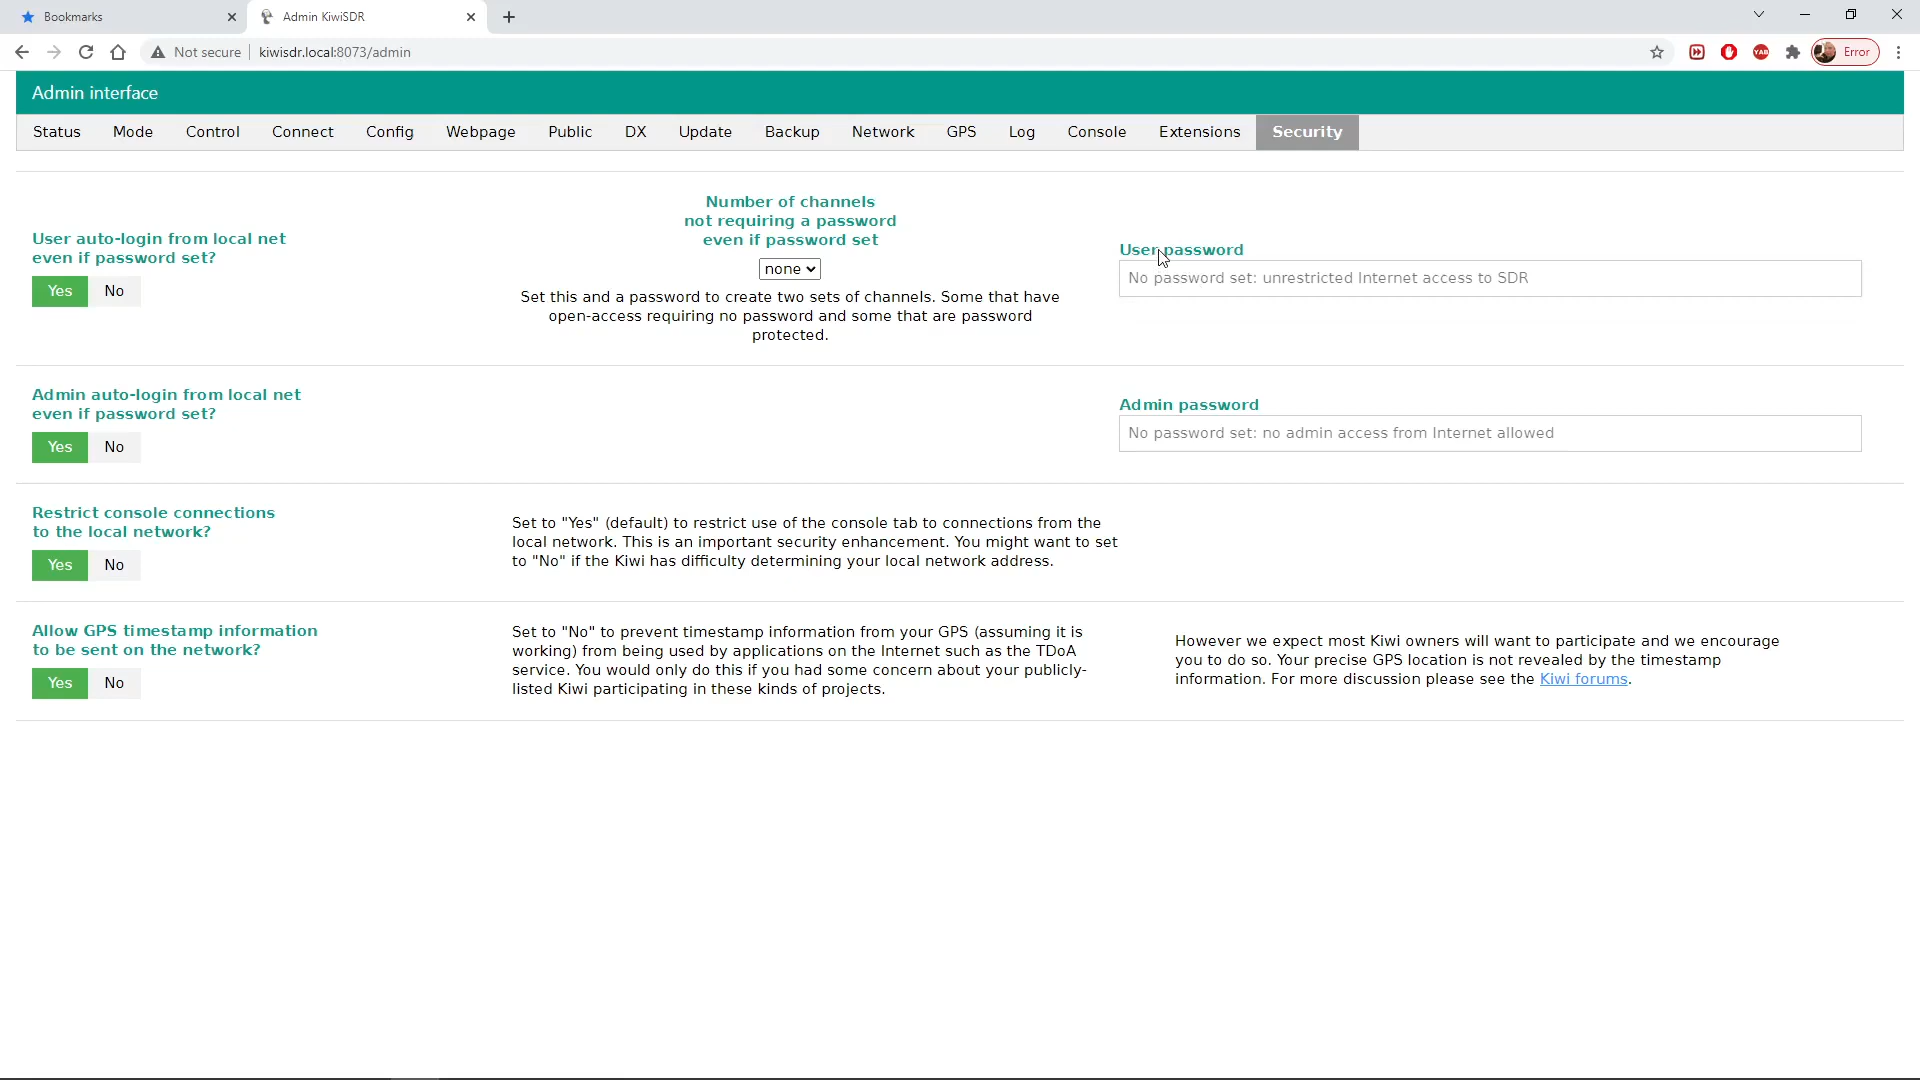 Bookmarks
Admin KiwiSDR
Not secure
kiwisdr.local:8073/admin
YAB
Error
Admin interface
Status Mode Control Connect Config Webpage Public DX Update Backup Network GPS Log Console Extensions Security
User auto-login from local net
even if password set?
Yes No
Number of channels
not requiring a password
even if password set
none
Set this and a password to create two sets of channels. Some that have
open-access requiring no password and some that are password
protected.
User password
No password set: unrestricted Internet access to SDR
Admin auto-login from local net
even if password set?
Yes No
Admin password
No password set: no admin access from Internet allowed
Restrict console connections
to the local network?
Yes No
Set to "Yes" (default) to restrict use of the console tab to connections from the
local network. This is an important security enhancement. You might want to set
to "No" if the Kiwi has difficulty determining your local network address.
Allow GPS timestamp information
to be sent on the network?
Yes No
Set to "No" to prevent timestamp information from your GPS (assuming it is
working) from being used by applications on the Internet such as the TDoA
service. You would only do this if you had some concern about your publicly-
listed Kiwi participating in these kinds of projects.
However we expect most Kiwi owners will want to participate and we encourage
you to do so. Your precise GPS location is not revealed by the timestamp
information. For more discussion please see the Kiwi forums.